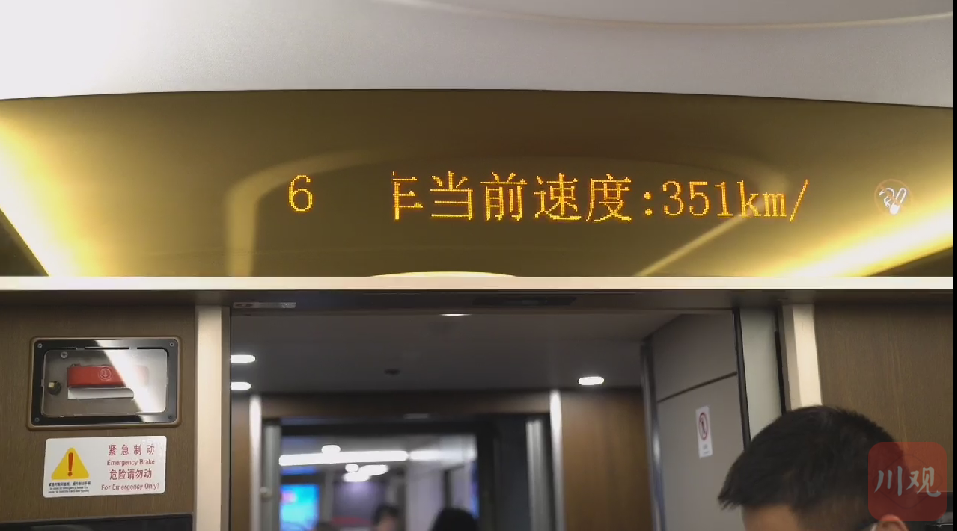 6 车当前速度:351km/
紧急制动
Emergency Brake
危险请勿动
For Emergency Only!
川观